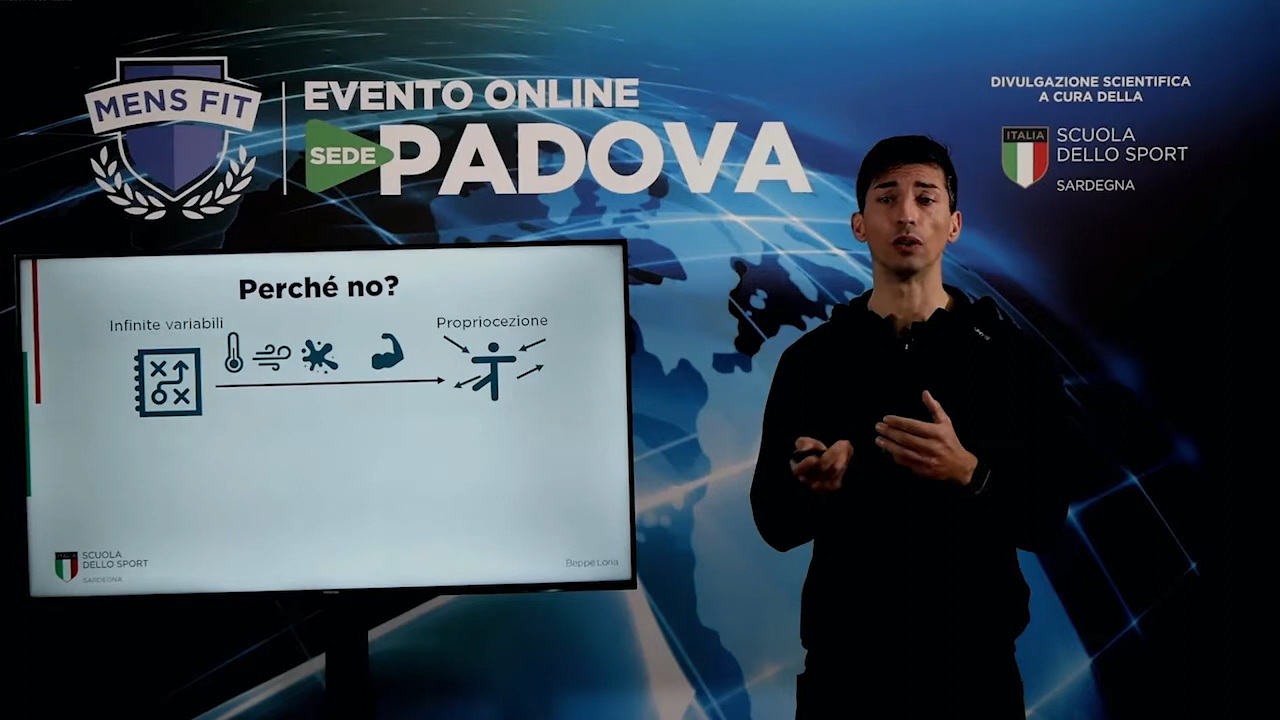 MENS FIT
EVENTO ONLINE
SEDE
PADOVA
DIVULGAZIONE SCIENTIFICA
A CURA DELLA
ITALIA
SCUOLA
DELLO SPORT
SARDEGNA
Perché no?
Infinite variabili
Propriocezione
ITALIA
SCUOLA
DELLO SPORT
SARDEGNA
Beppe Loria